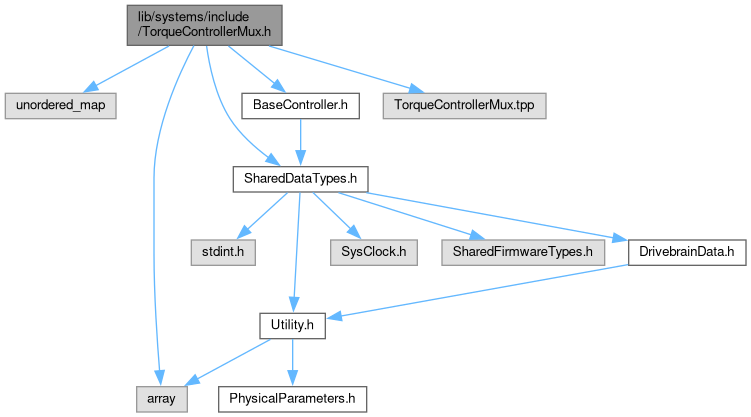 lib/systems/include
/TorqueControllerMux.h
unordered_map
BaseController.h
TorqueControllerMux.tpp
SharedDataTypes.h
stdint.h
SysClock.h
SharedFirmwareTypes.h
DrivebrainData.h
Utility.h
array
PhysicalParameters.h